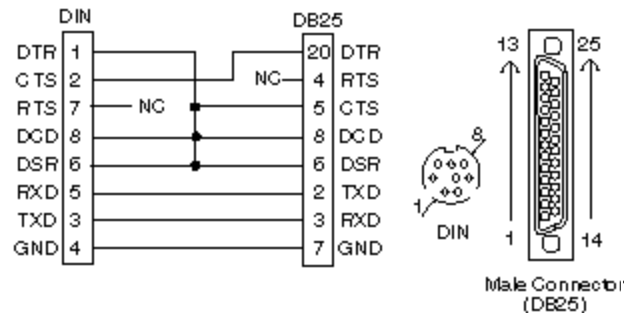 DIN DB25
DTR 1 20 DTR
CTS 2 NC 4 RTS
RTS 7 NC 5 CTS
DCD 8 8 DCD
DSR 6 6 DSR
RXD 5 2 TXD
TXD 3 3 RXD
GND 4 7 GND
8
1
DIN
13 25
1 14
Male Connector
(DB25)